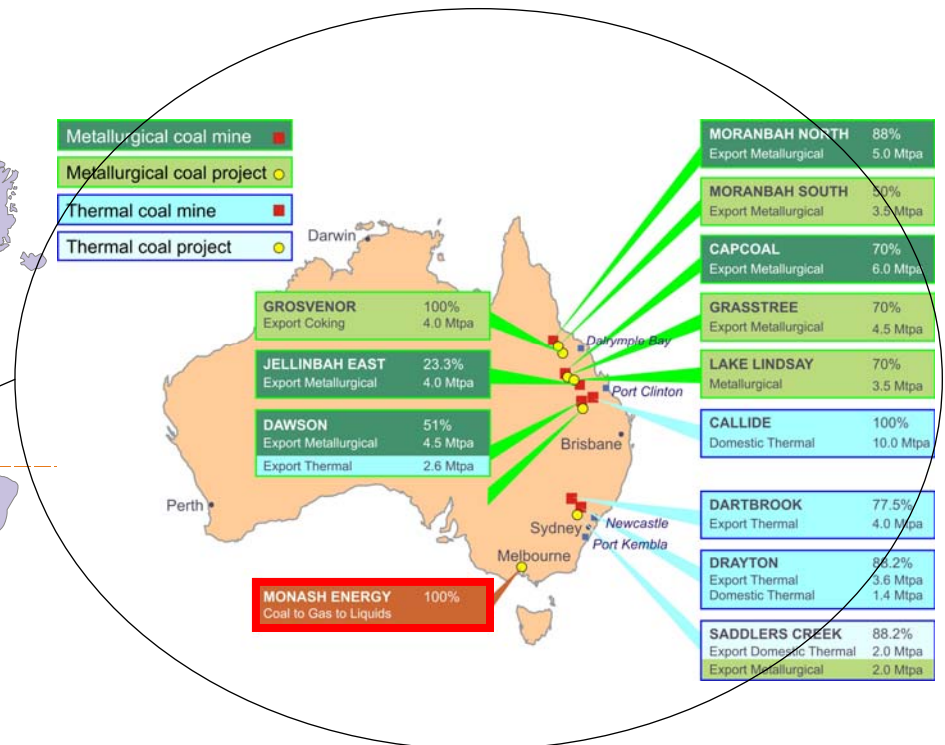 Metallurgical coal mine
Metallurgical coal project
Thermal coal mine
Thermal coal project
Darwin
GROSVENOR 100%
Export Coking 4.0 Mtpa
JELLINBAH EAST 23.3%
Export Metallurgical 4.0 Mtpa
DAWSON 51%
Export Metallurgical 4.5 Mtpa
Export Thermal 2.6 Mtpa
Perth
MONASH ENERGY 100%
Coal to Gas to Liquids
Dalrymple Bay
Port Clinton
Brisbane
Newcastle
Sydney
Port Kembla
Melbourne
MORANBAH NORTH 88%
Export Metallurgical 5.0 Mtpa
MORANBAH SOUTH 50%
Export Metallurgical 3.5 Mtpa
CAPCOAL 70%
Export Metallurgical 6.0 Mtpa
GRASSTREE 70%
Export Metallurgical 4.5 Mtpa
LAKE LINDSAY 70%
Metallurgical 3.5 Mtpa
CALLIDE 100%
Domestic Thermal 10.0 Mtpa
DARTBROOK 77.5%
Export Thermal 4.0 Mtpa
DRAYTON 88.2%
Export Thermal 3.6 Mtpa
Domestic Thermal 1.4 Mtpa
SADDLERS CREEK 88.2%
Export Domestic Thermal 2.0 Mtpa
Export Metallurgical 2.0 Mtpa